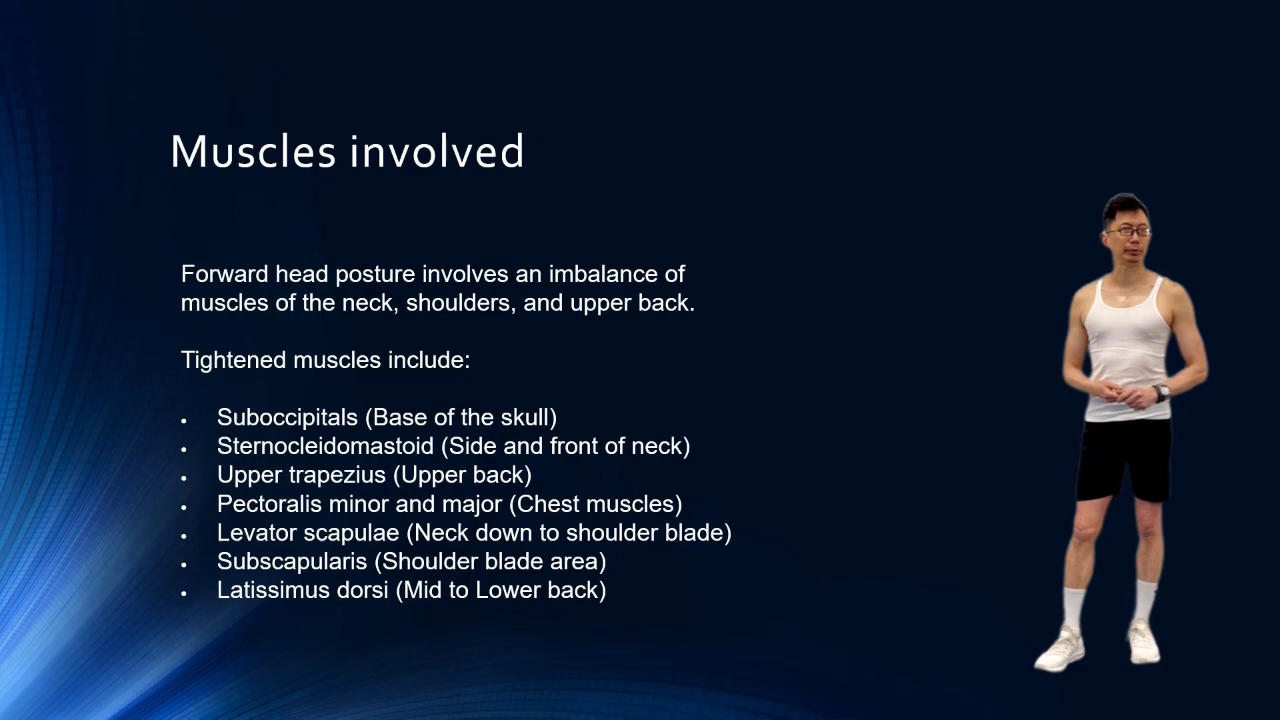 Muscles involved
Forward head posture involves an imbalance of
muscles of the neck, shoulders, and upper back.
Tightened muscles include:
• Suboccipitals (Base of the skull)
• Sternocleidomastoid (Side and front of neck)
• Upper trapezius (Upper back)
• Pectoralis minor and major (Chest muscles)
• Levator scapulae (Neck down to shoulder blade)
• Subscapularis (Shoulder blade area)
• Latissimus dorsi (Mid to Lower back)